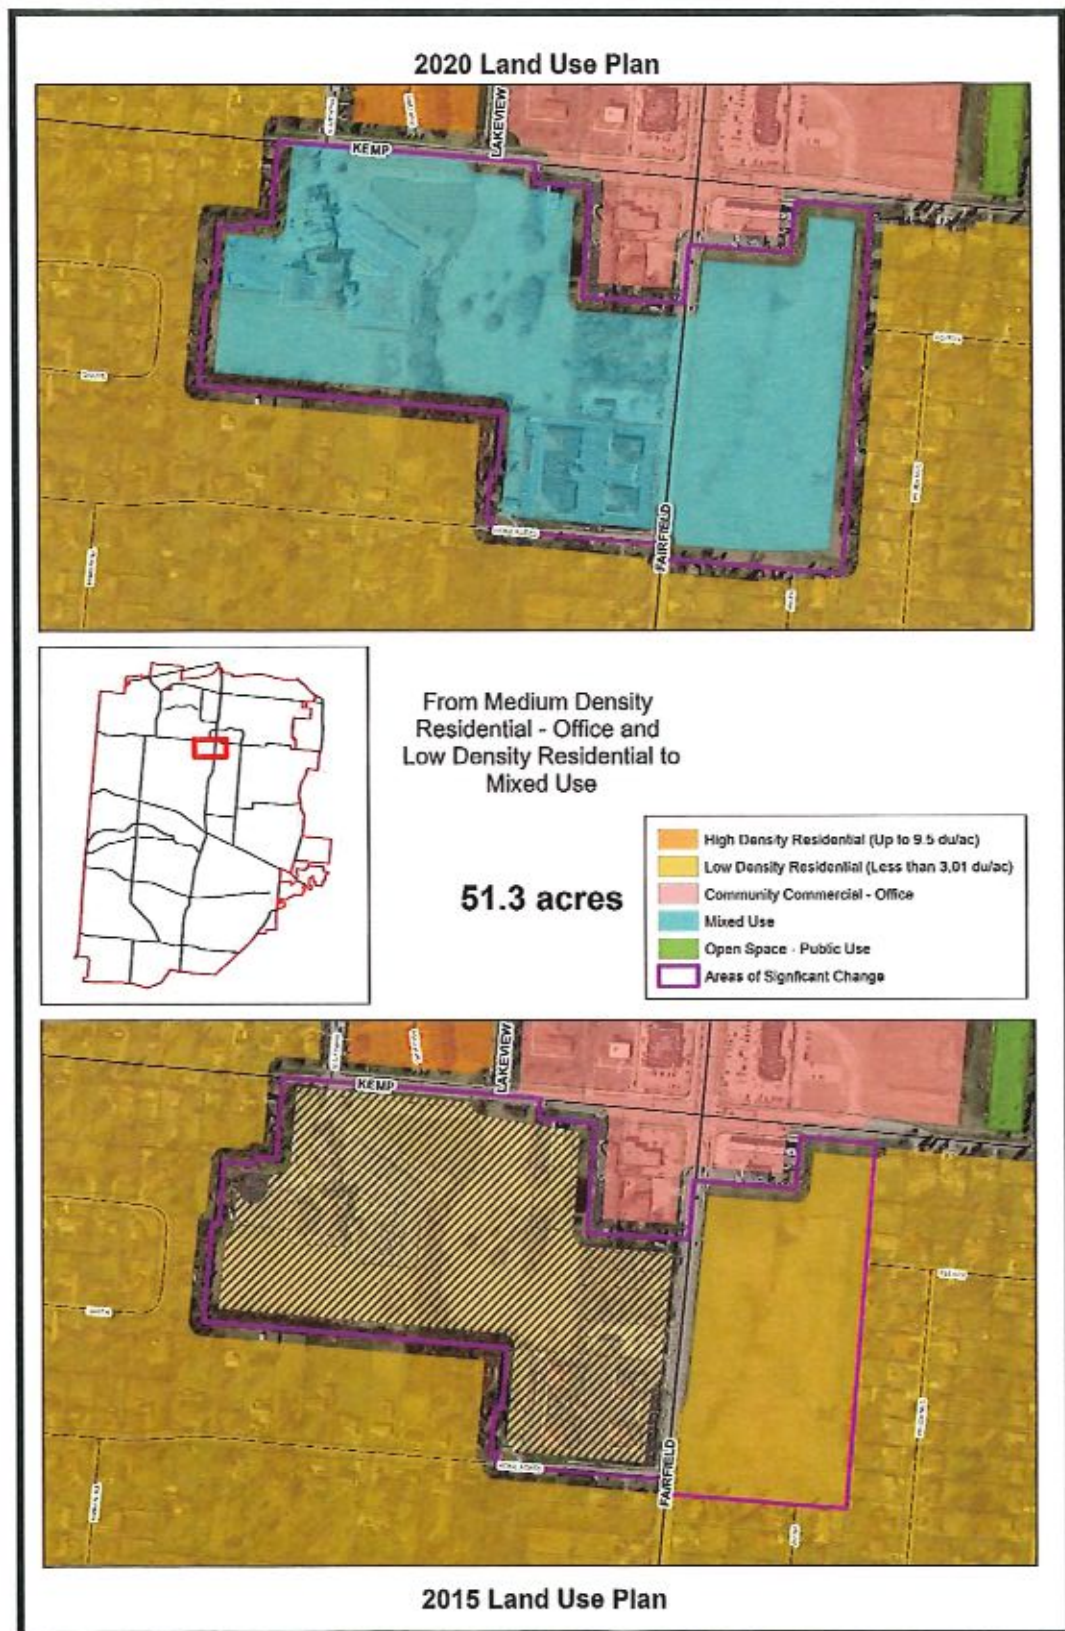 2020 Land Use Plan
LAKEVIEW
KEMP
FAIRFIELD
From Medium Density
Residential - Office and
Low Density Residential to
Mixed Use
51.3 acres
High Density Residential (Up to 9.5 du/ac)
Low Density Residential (Less than 3.01 du/ac)
Community Commercial - Office
Mixed Use
Open Space - Public Use
Areas of Signficant Change
LAKEVIEW
KEMP
FAIRFIELD
2015 Land Use Plan